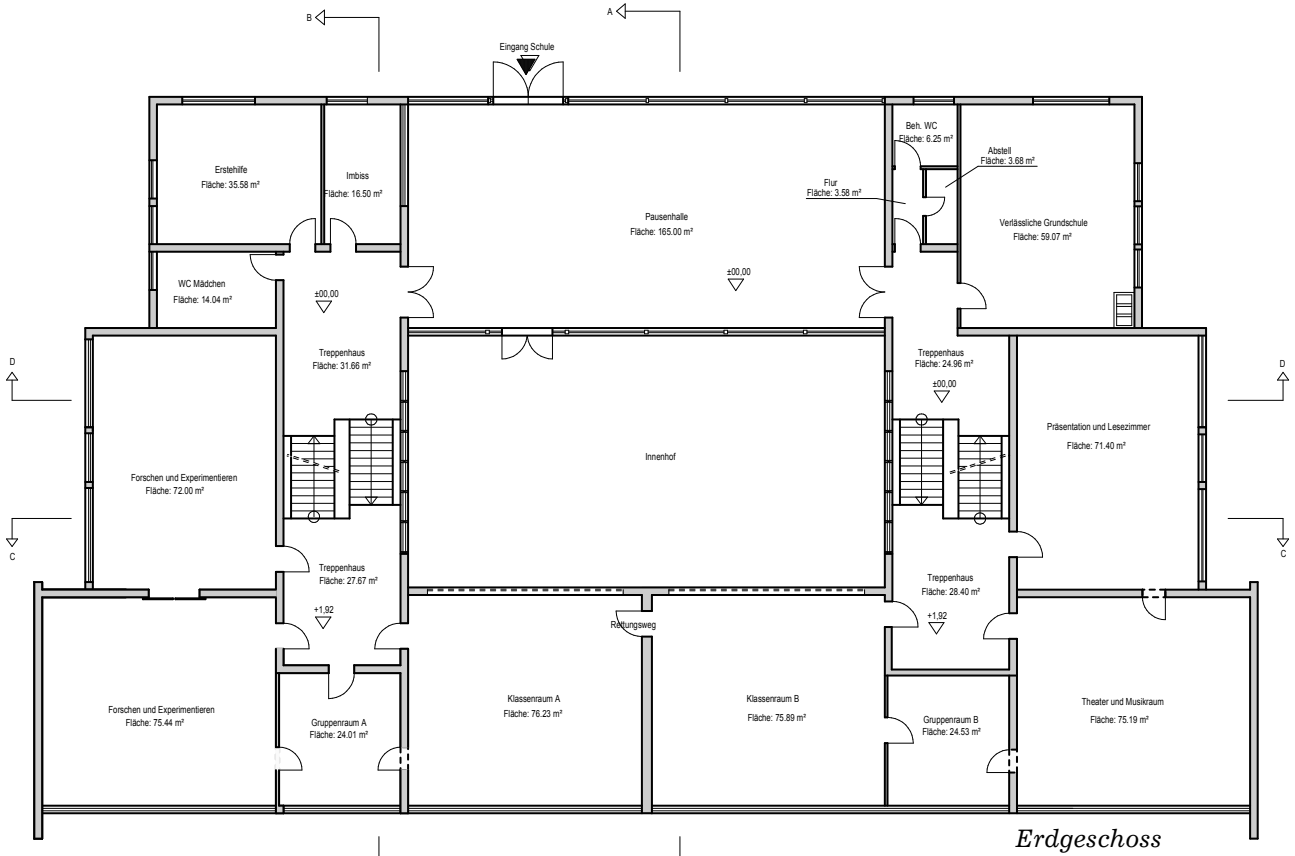 B
A
Eingang Schule
Beh. WC
Fläche: 6.25 m²
Abstell
Fläche: 3.68 m²
Erstehilfe
Fläche: 35.58 m²
Imbiss
Fläche: 16.50 m²
Flur
Fläche: 3.58 m²
Pausenhalle
Fläche: 165.00 m²
Verlässliche Grundschule
Fläche: 59.07 m²
WC Mädchen
Fläche: 14.04 m²
±00,00
±00,00
Treppenhaus
Fläche: 31.66 m²
Treppenhaus
Fläche: 24.96 m²
±00,00
D
D
Präsentation und Lesezimmer
Fläche: 71.40 m²
Innenhof
Forschen und Experimentieren
Fläche: 72.00 m²
C
C
Treppenhaus
Fläche: 27.67 m²
+1,92
Treppenhaus
Fläche: 28.40 m²
+1,92
Rettungsweg
Forschen und Experimentieren
Fläche: 75.44 m²
Gruppenraum A
Fläche: 24.01 m²
Klassenraum A
Fläche: 76.23 m²
Klassenraum B
Fläche: 75.89 m²
Gruppenraum B
Fläche: 24.53 m²
Theater und Musikraum
Fläche: 75.19 m²
Erdgeschoss